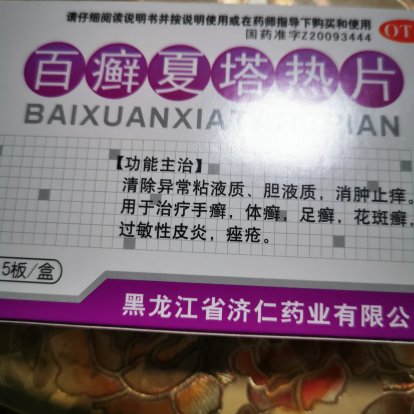 请仔细阅读说明书并按说明使用或在药师指导下购买和使用
国药准字Z20093444
OT
百癣夏塔热片
BAIXUANXIAT PIAN
【功能主治】
清除异常粘液质、胆液质，消肿止痒。
用于治疗手癣，体癣，足癣，花斑癣，
过敏性皮炎，痤疮。
5板/盒
黑龙江省济仁药业有限公